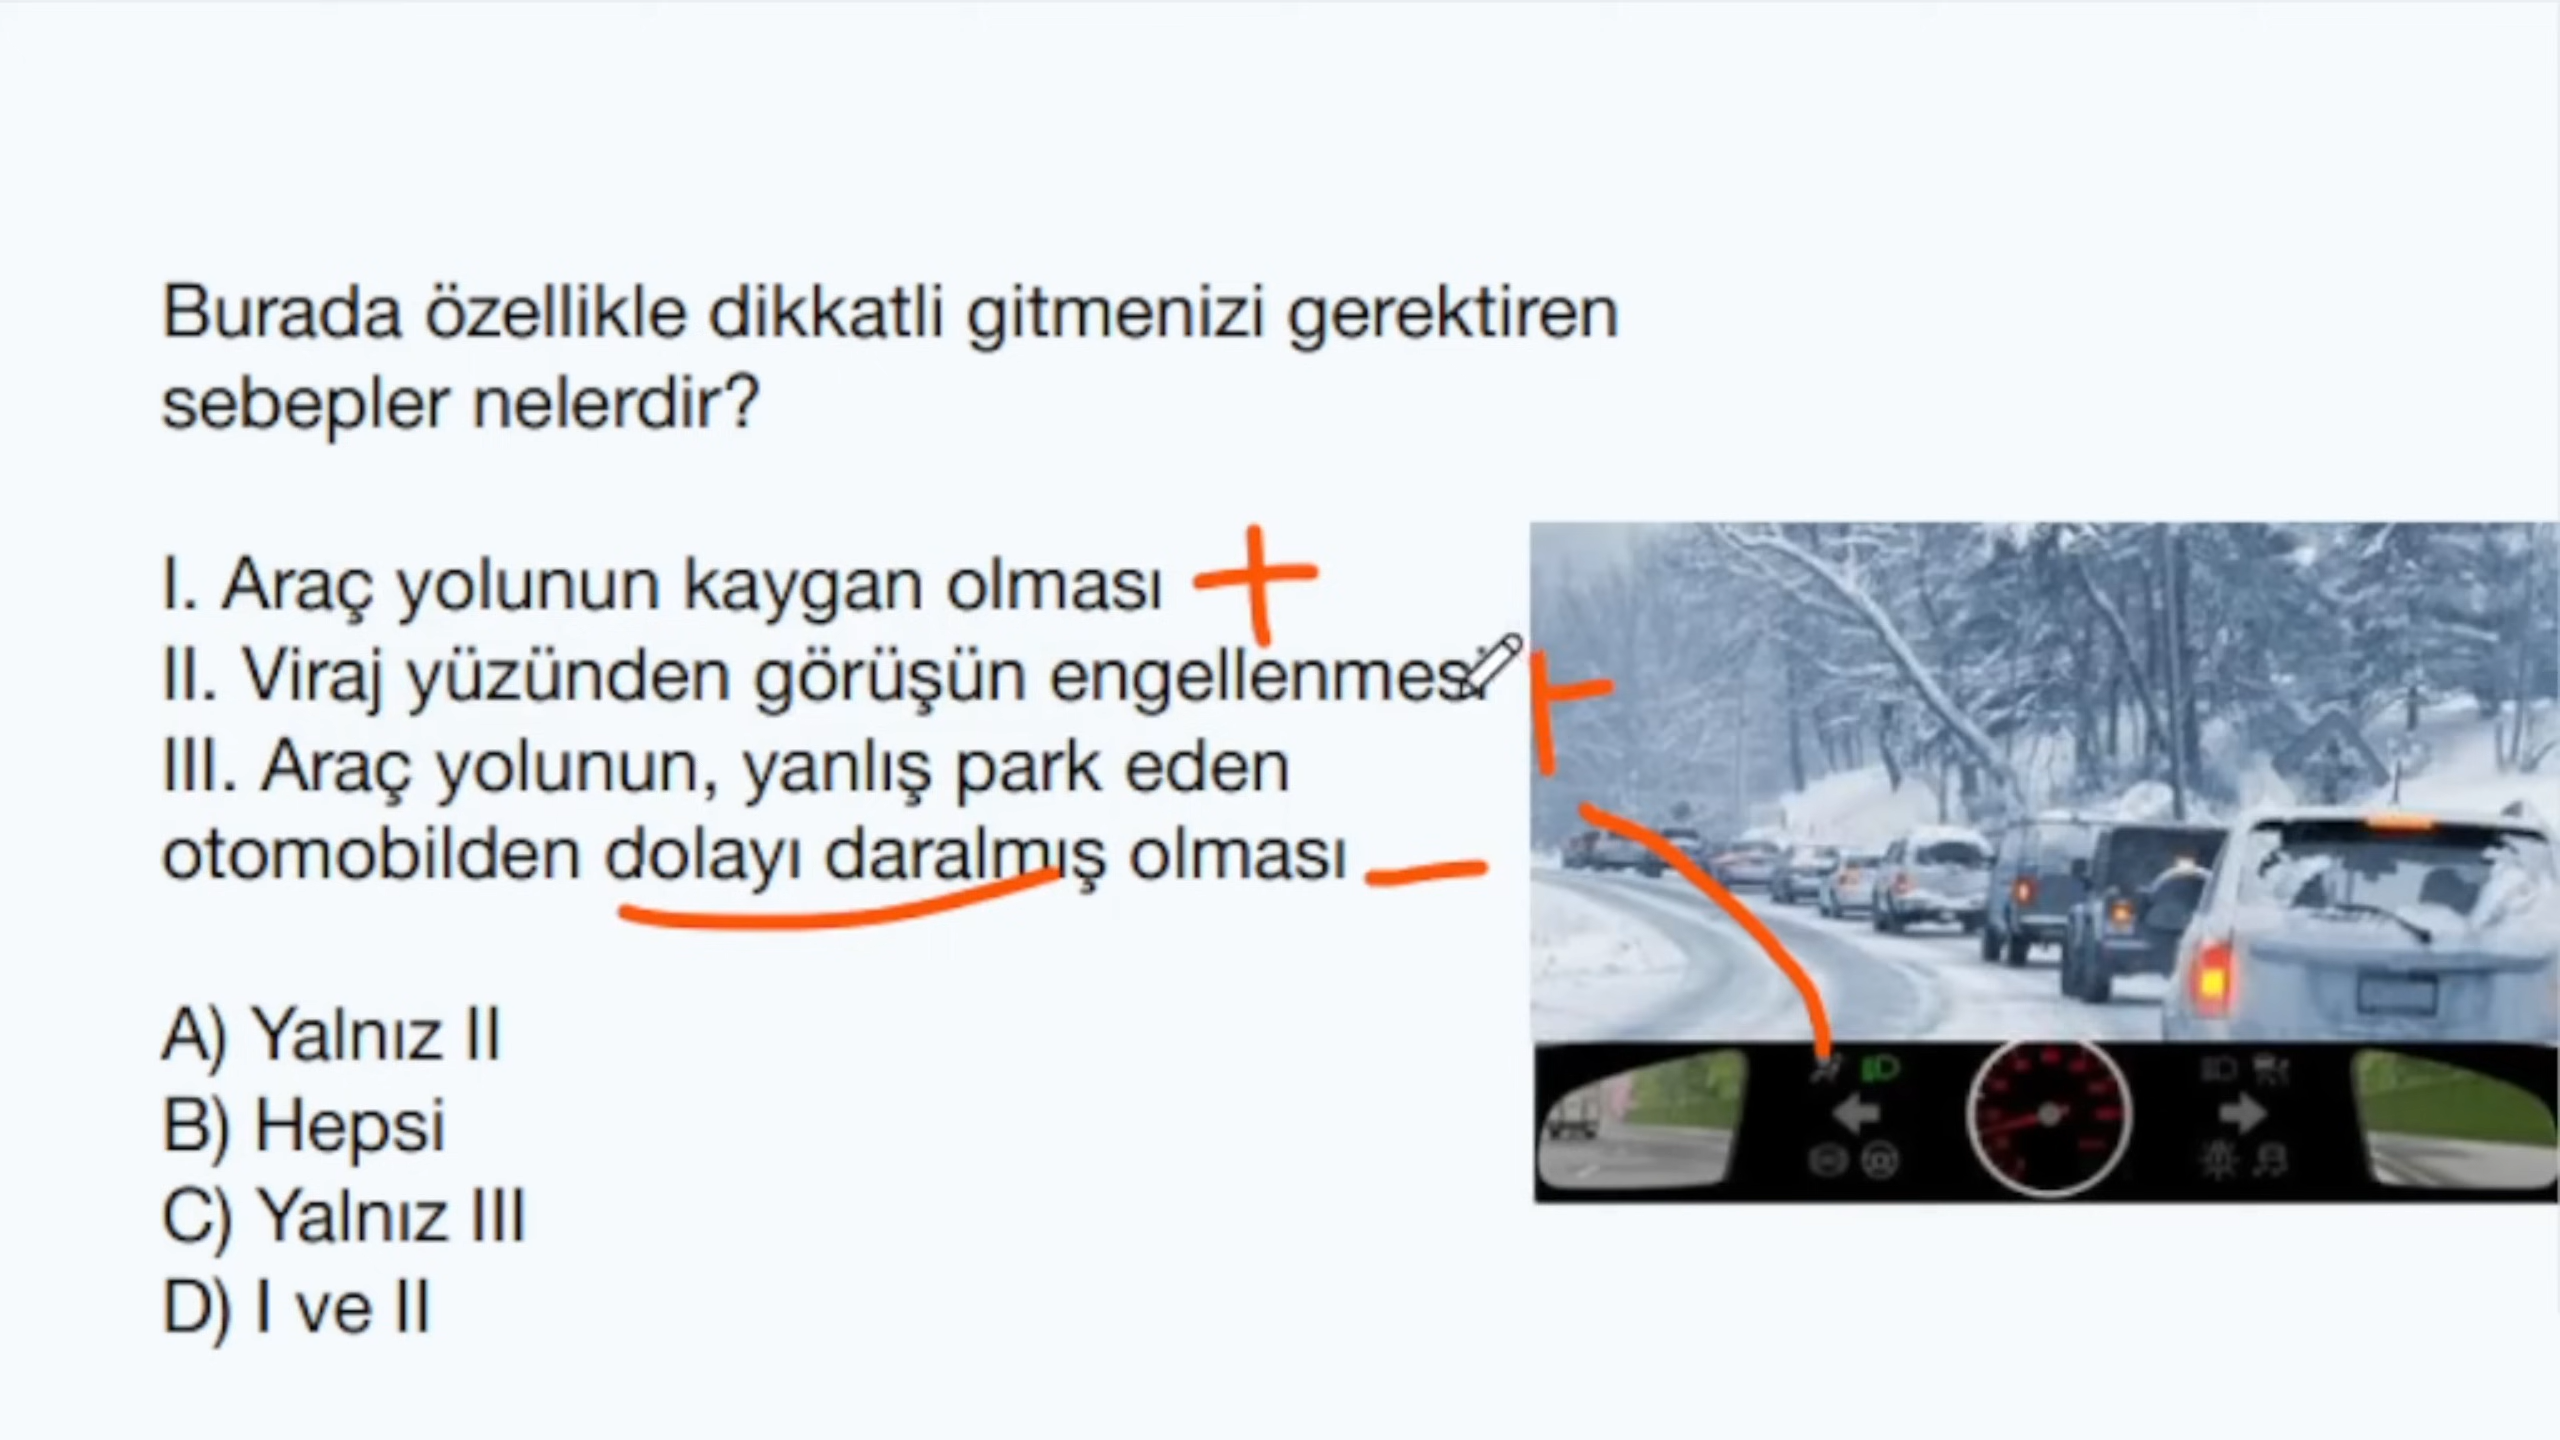 Burada özellikle dikkatli gitmenizi gerektiren
sebepler nelerdir?
I. Araç yolunun kaygan olması
II. Viraj yüzünden görüşün engellenmesi
III. Araç yolunun, yanlış park eden
otomobilden dolayı daralmış olması
A) Yalnız II
B) Hepsi
C) Yalnız III
D) I ve II